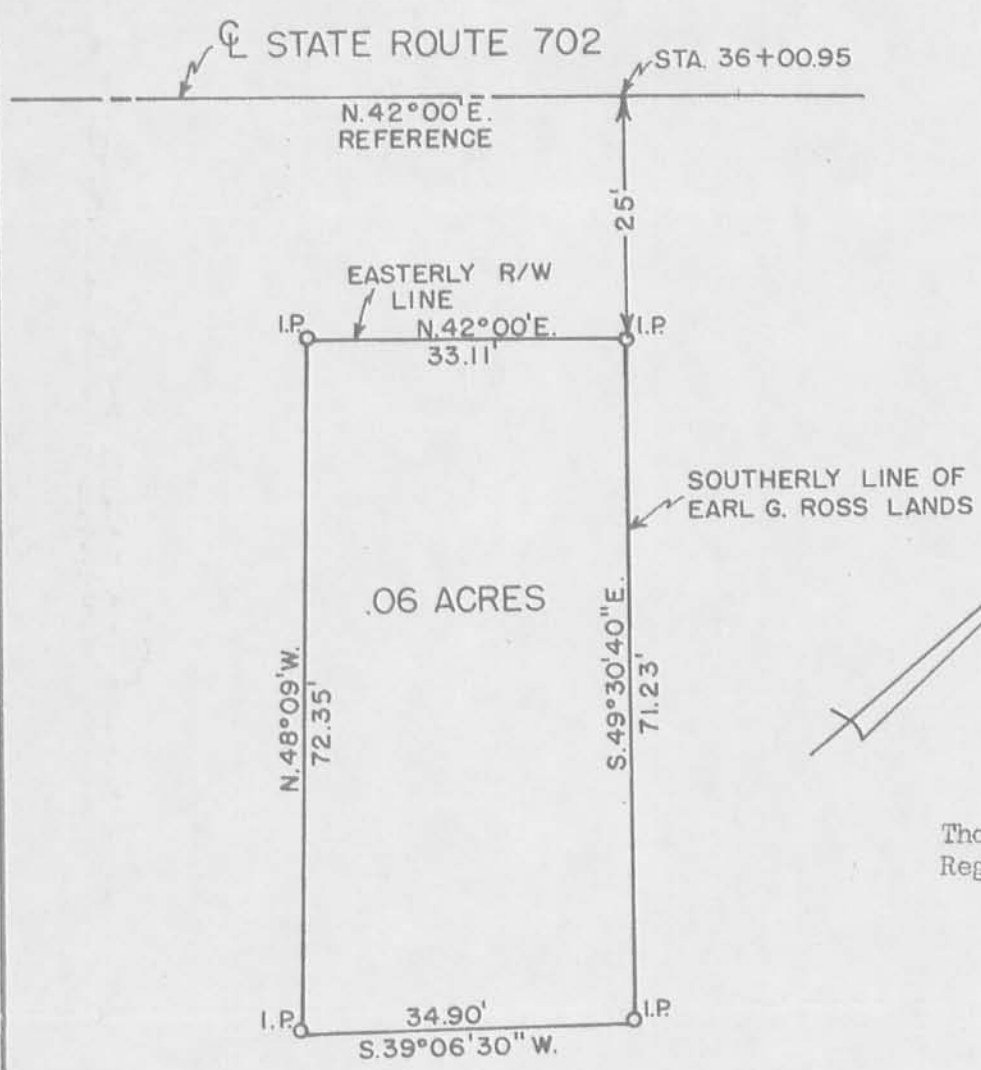 ℄ STATE ROUTE 702
STA. 36+00.95
N.42°00'E.
REFERENCE
25'
EASTERLY R/W
LINE
I.P.
N.42°00'E.
I.P.
33.11'
SOUTHERLY LINE OF
EARL G. ROSS LANDS
.06 ACRES
N.48°09'W.
72.35'
S.49°30'40"E.
71.23'
Tho
Reg
I.P.
34.90'
I.P.
S.39°06'30"W.